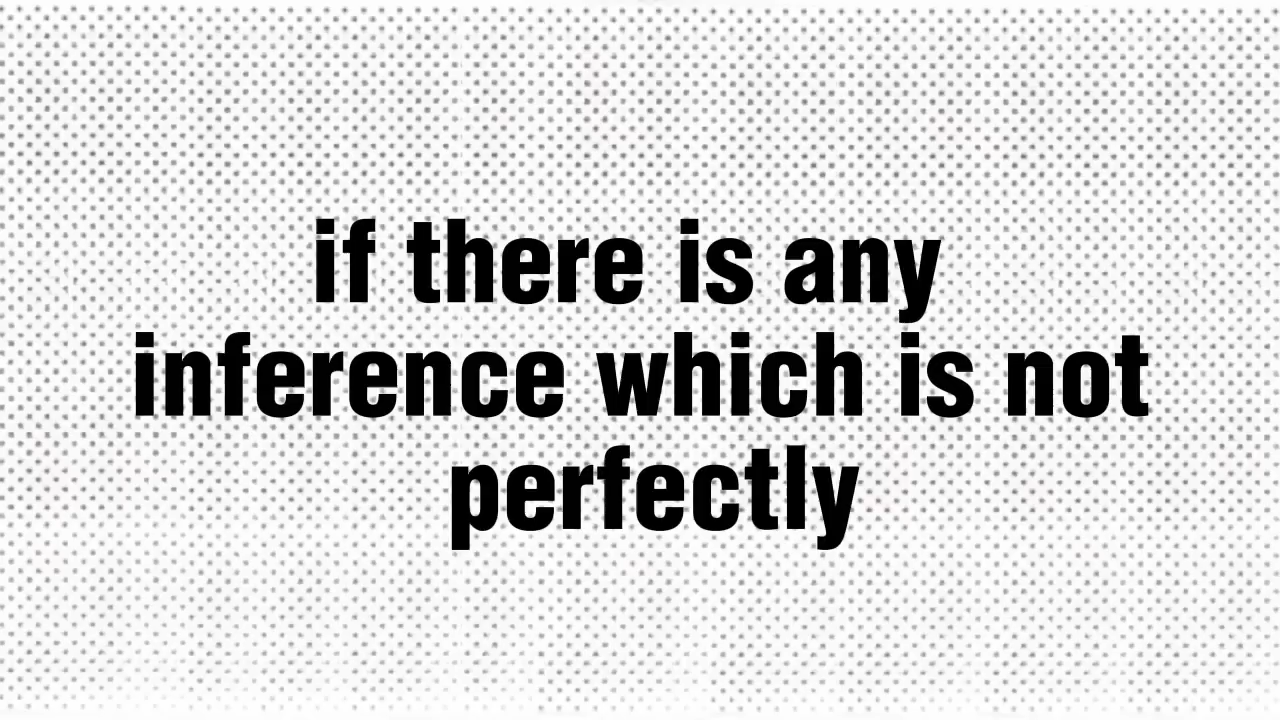 if there is any
inference which is not
perfectly